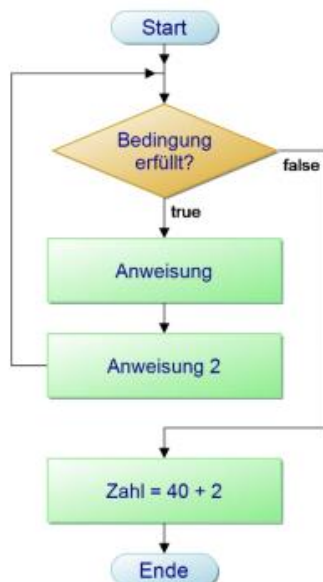 Start
Bedingung
erfüllt?
false
true
Anweisung
Anweisung 2
Zahl = 40 + 2
Ende